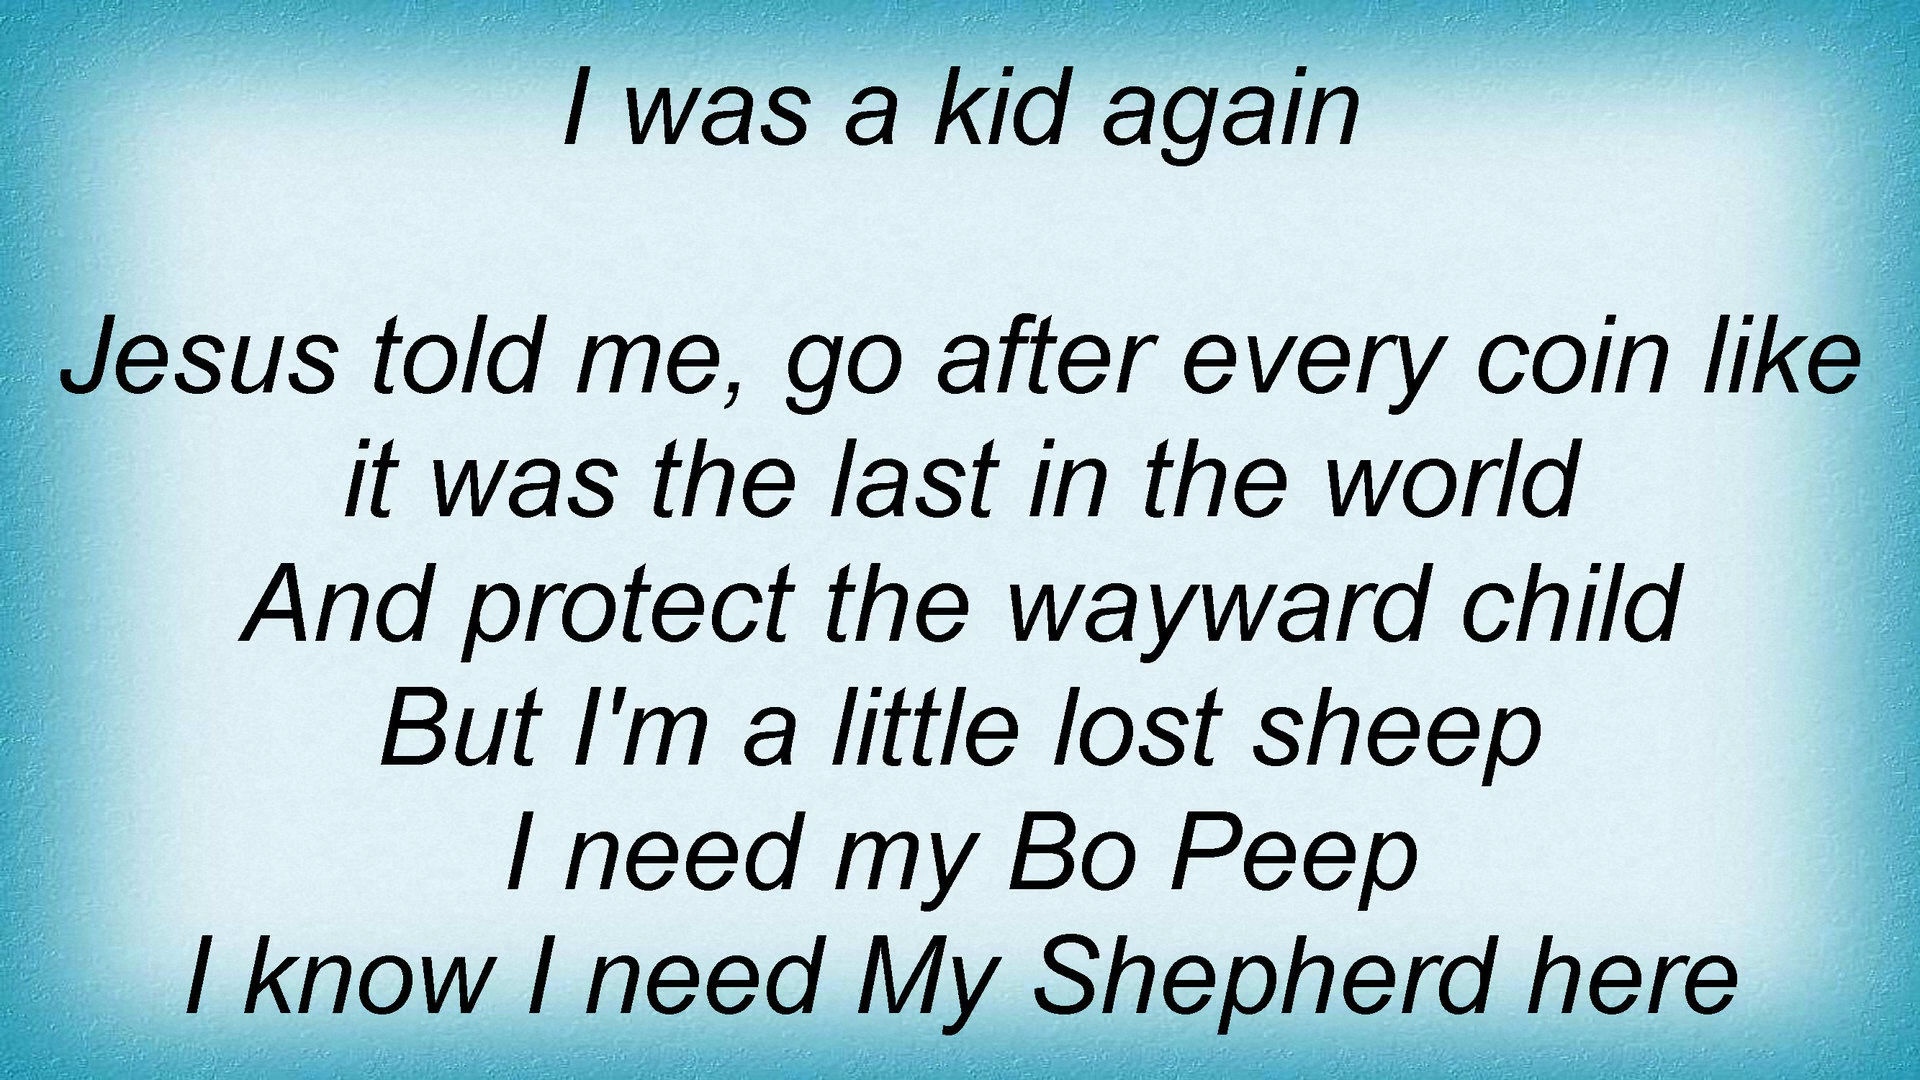 I was a kid again
Jesus told me, go after every coin like
it was the last in the world
And protect the wayward child
But I'm a little lost sheep
I need my Bo Peep
I know I need My Shepherd here